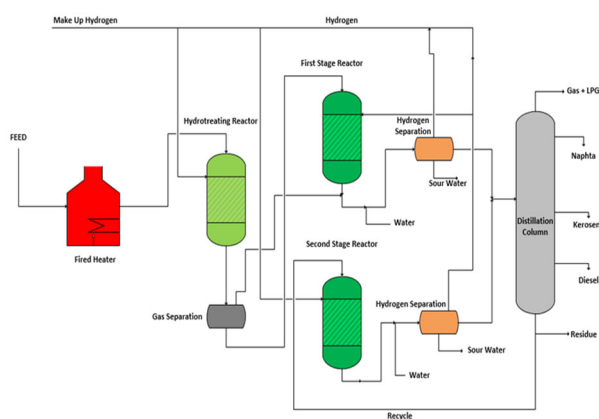 Make Up Hydrogen
Hydrogen
First Stage Reactor
Gas + LPG
Hydrotreating Reactor
Hydrogen
Separation
FEED
Naphta
Sour Water
Water
Fired Heater
Second Stage Reactor
Distillation
Column
Kerosen
Hydrogen Separation
Diesel
Gas Separation
Residue
Sour Water
Water
Recycle